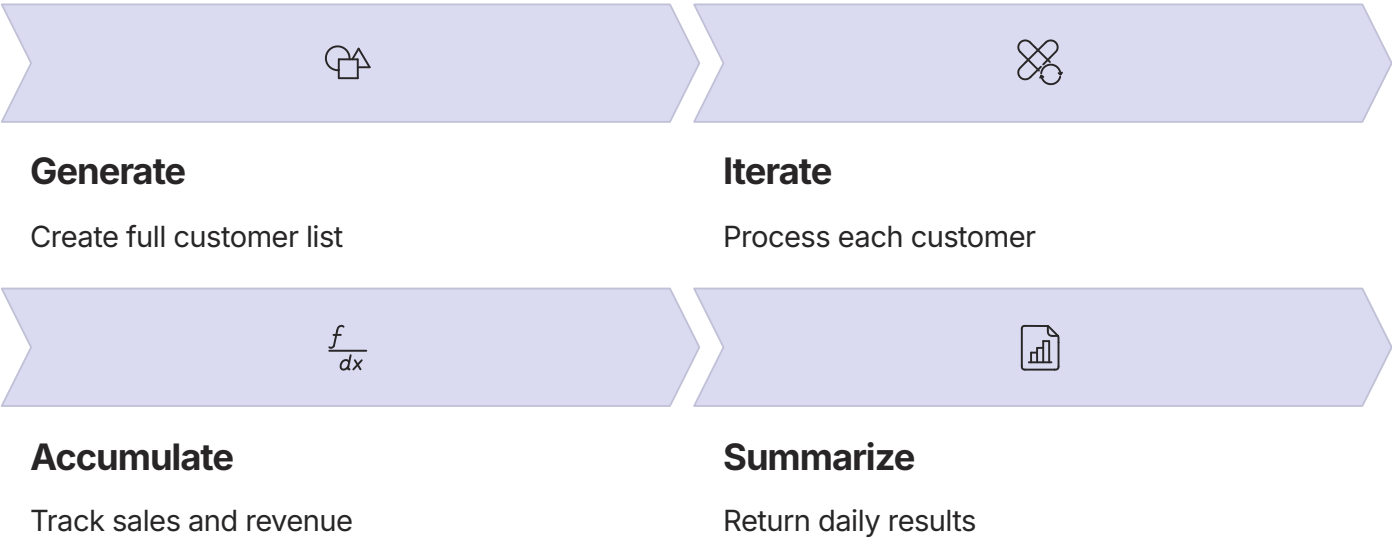 Generate
Create full customer list
Iterate
Process each customer
f
dx
Accumulate
Track sales and revenue
Summarize
Return daily results